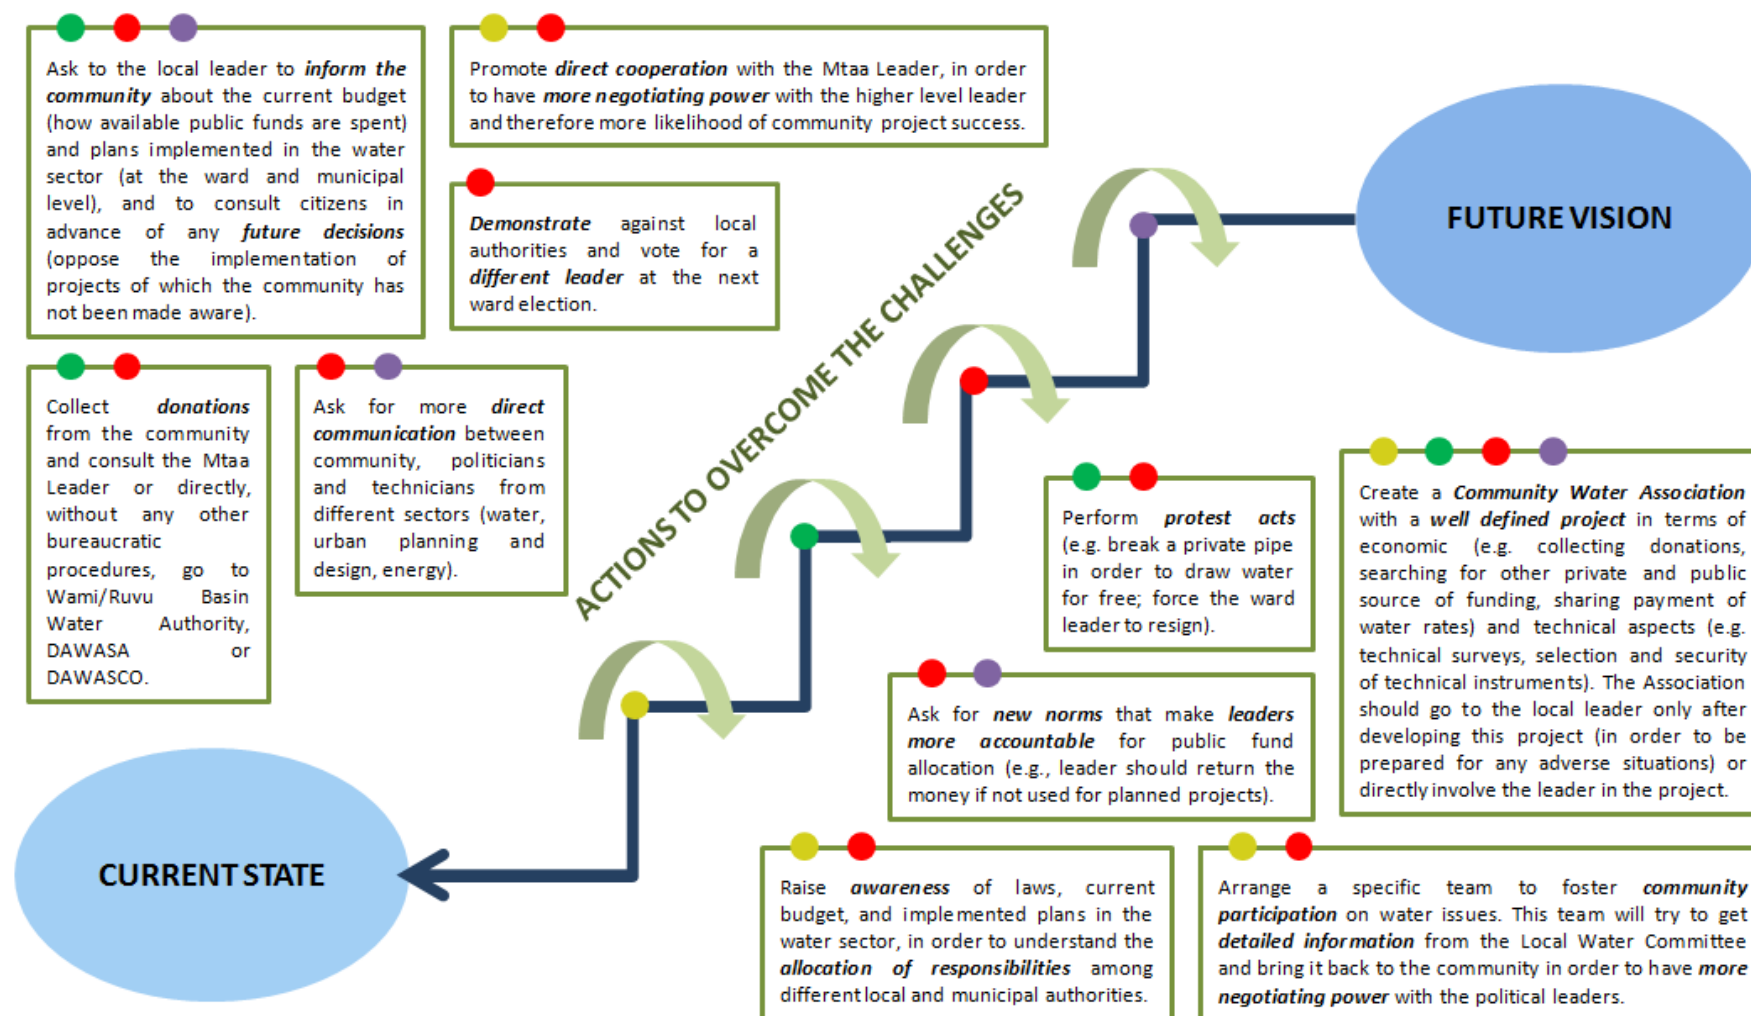 Ask to the local leader to inform the
community about the current budget
(how available public funds are spent)
and plans implemented in the water
sector (at the ward and municipal
level), and to consult citizens in
advance of any future decisions
(oppose the implementation of
projects of which the community has
not been made aware).
Promote direct cooperation with the Mtaa Leader, in order
to have more negotiating power with the higher level leader
and therefore more likelihood of community project success.
Demonstrate against local
authorities and vote for a
different leader at the next
ward election.
Collect donations
from the community
and consult the Mtaa
Leader or directly,
without any other
bureaucratic
procedures, go to
Wami/Ruvu Basin
Water Authority,
DAWASA or
DAWASCO.
Ask for more direct
communication between
community, politicians
and technicians from
different sectors (water,
urban planning and
design, energy).
ACTIONS TO OVERCOME THE CHALLENGES
FUTURE VISION
Perform protest acts
(e.g. break a private pipe
in order to draw water
for free; force the ward
leader to resign).
Create a Community Water Association
with a well defined project in terms of
economic (e.g. collecting donations,
searching for other private and public
source of funding, sharing payment of
water rates) and technical aspects (e.g.
technical surveys, selection and security
of technical instruments). The Association
should go to the local leader only after
developing this project (in order to be
prepared for any adverse situations) or
directly involve the leader in the project.
Ask for new norms that make leaders
more accountable for public fund
allocation (e.g., leader should return the
money if not used for planned projects).
CURRENT STATE
Raise awareness of laws, current
budget, and implemented plans in the
water sector, in order to understand the
allocation of responsibilities among
different local and municipal authorities.
Arrange a specific team to foster community
participation on water issues. This team will try to get
detailed information from the Local Water Committee
and bring it back to the community in order to have more
negotiating power with the political leaders.